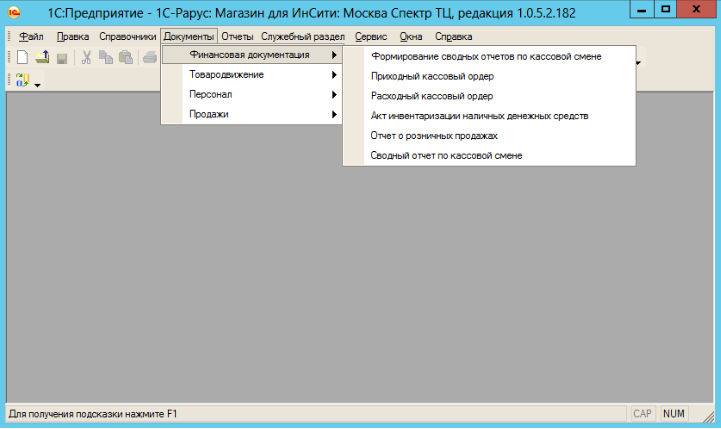 1С:Предприятие - 1С-Рарус: Магазин для ИнСити: Москва Спектр ТЦ, редакция 1.0.5.2.182
Файл Правка Справочники Документы Отчеты Служебный раздел Сервис Окна Справка
Финансовая документация
Товародвижение
Персонал
Продажи
Формирование сводных отчетов по кассовой смене
Приходный кассовый ордер
Расходный кассовый ордер
Акт инвентаризации наличных денежных средств
Отчет о розничных продажах
Сводный отчет по кассовой смене
Для получения подсказки нажмите F1 CAP NUM